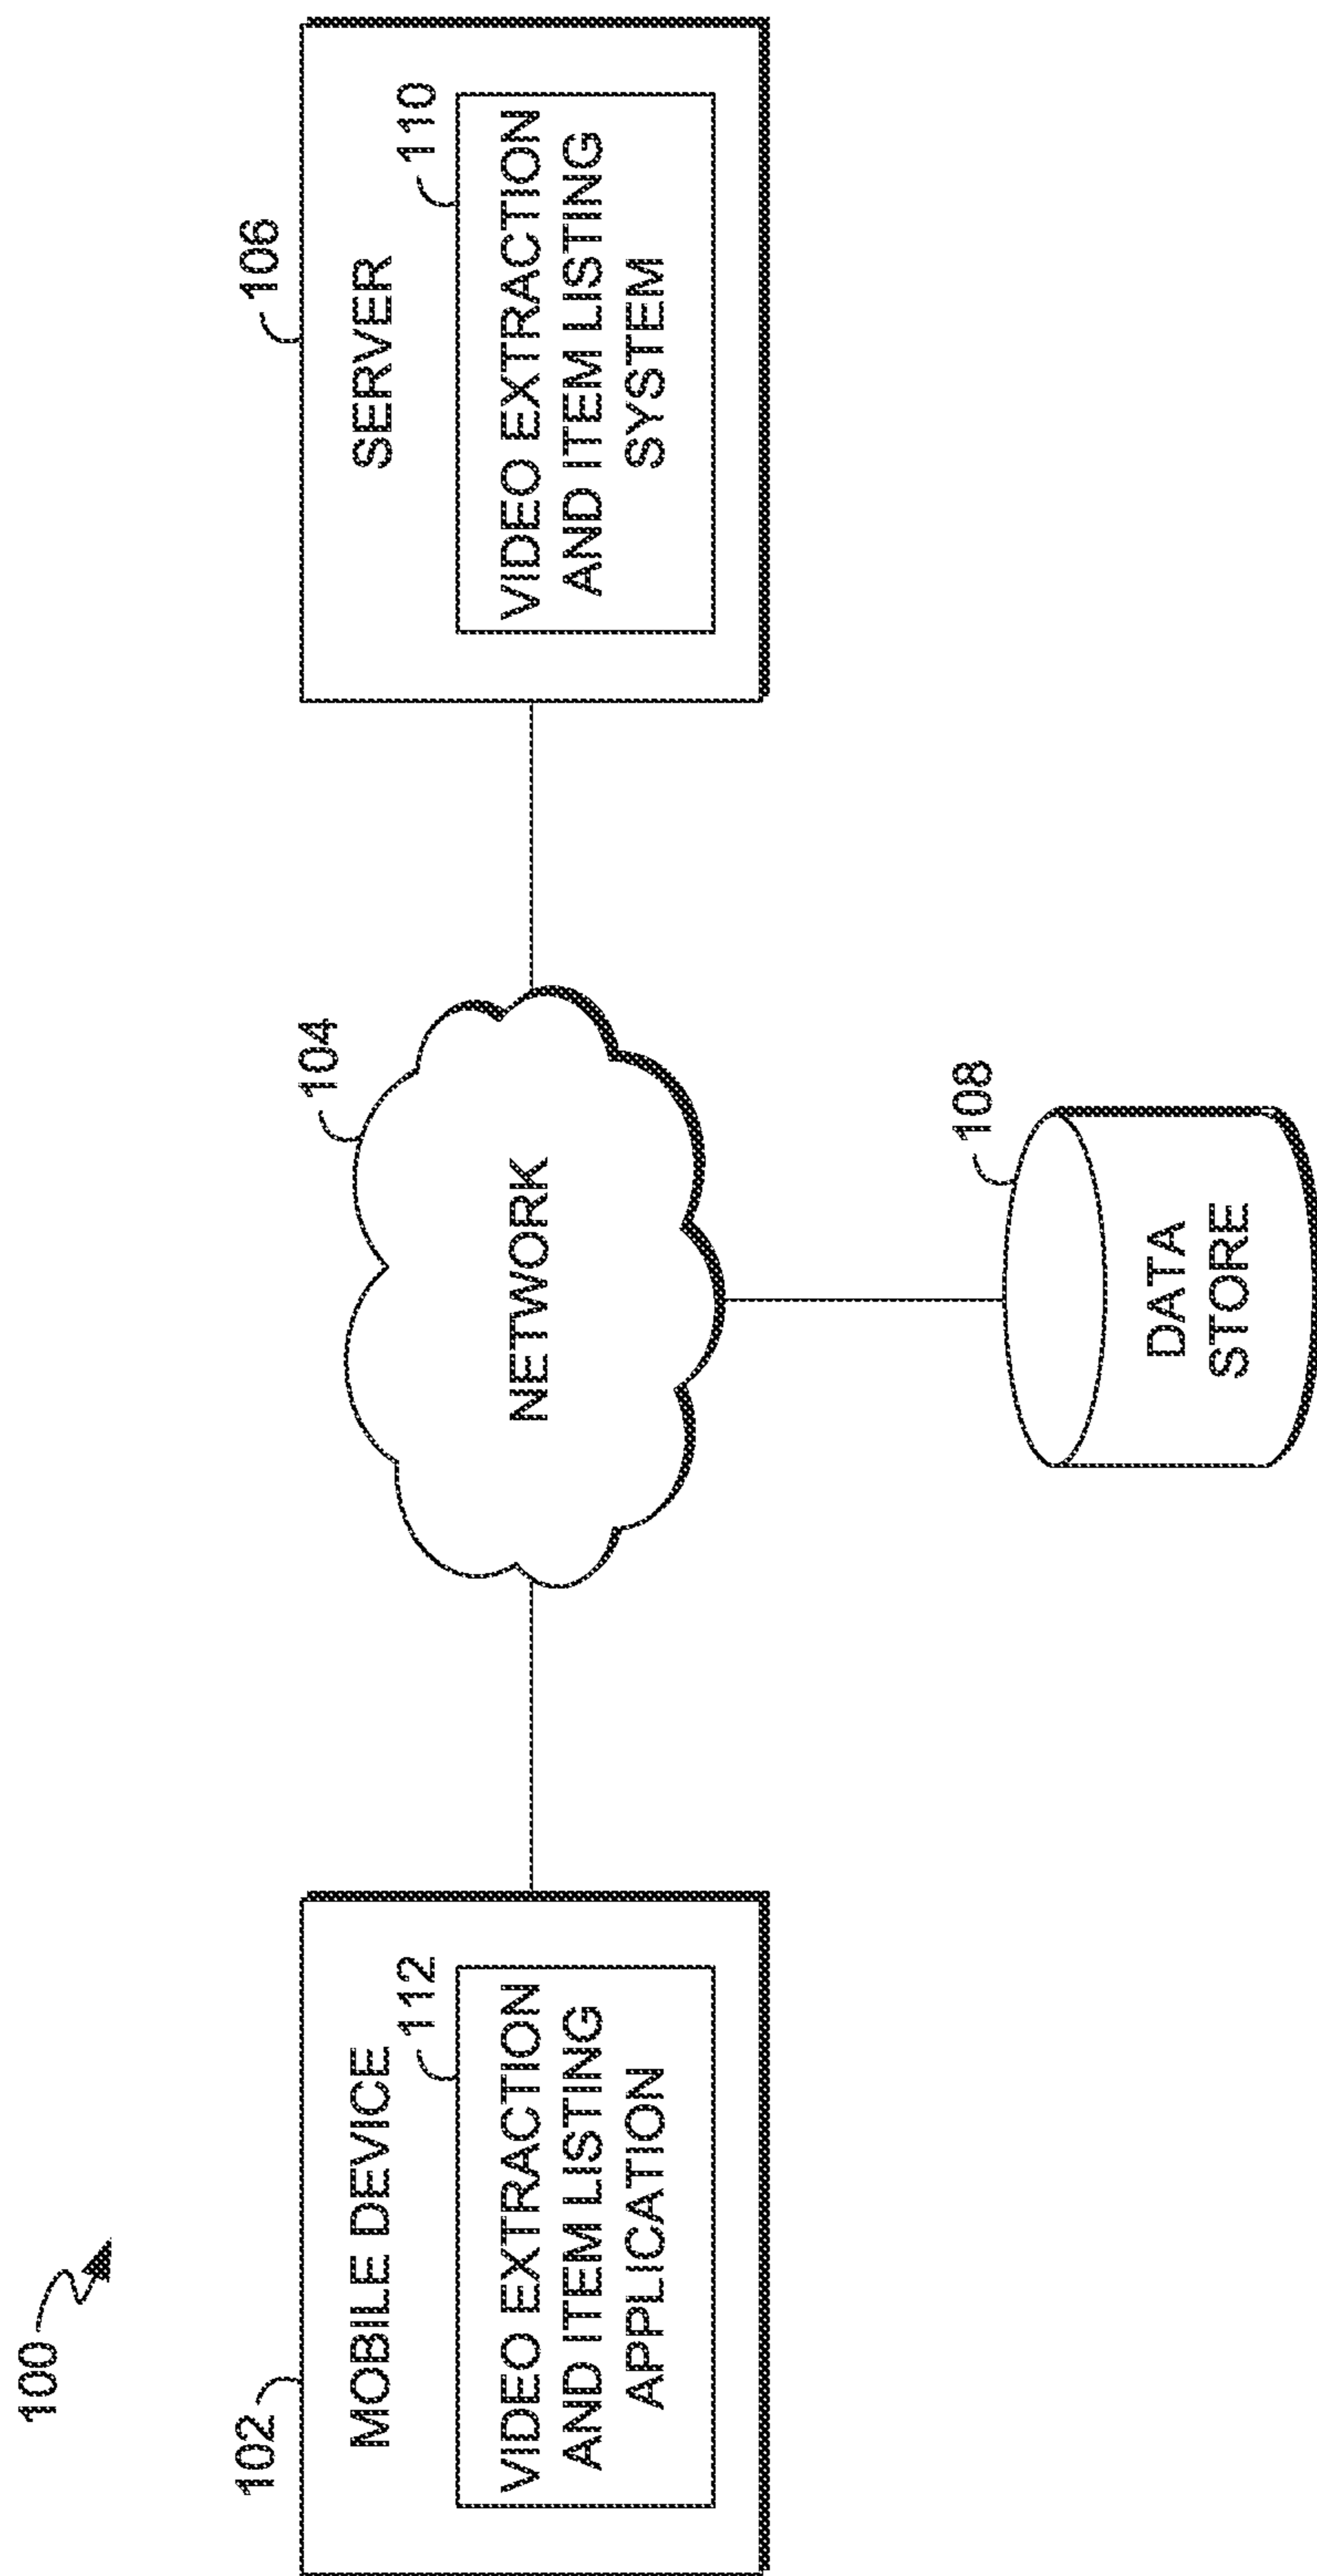 100
102
MOBILE DEVICE
112
VIDEO EXTRACTION
AND ITEM LISTING
APPLICATION
104
NETWORK
108
DATA
STORE
106
SERVER
110
VIDEO EXTRACTION
AND ITEM LISTING
SYSTEM